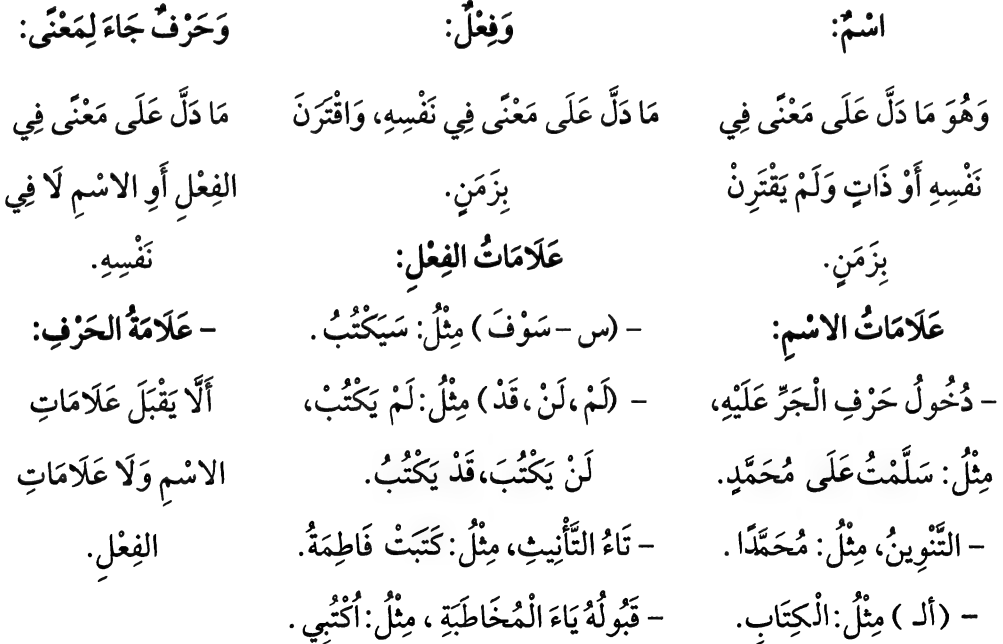 اسْمٌ:
وَهُوَ مَا دَلَّ عَلَى مَعْنًى فِي
نَفْسِهِ أَوْ ذَاتٍ وَلَمْ يَقْتَرِنْ
بِزَمَنٍ.
عَلَامَاتُ الاسْمِ:
- دُخُولُ حَرْفِ الْجَرِّ عَلَيْهِ،
مِثْلُ: سَلَّمْتُ عَلَى مُحَمَّدٍ.
- التَّنْوِينُ، مِثْلُ: مُحَمَّدًا.
- (ألـ) مِثْلُ: الْكِتَابِ.
وَفِعْلٌ:
مَا دَلَّ عَلَى مَعْنًى فِي نَفْسِهِ، وَاقْتَرَنَ
بِزَمَنٍ.
عَلَامَاتُ الفِعْلِ:
- (س - سَوْفَ) مِثْلُ: سَيَكْتُبُ.
- (لَمْ، لَنْ، قَدْ) مِثْلُ: لَمْ يَكْتُبْ،
لَنْ يَكْتُبَ، قَدْ يَكْتُبُ.
- تَاءُ التَّأْنِيثِ، مِثْلُ: كَتَبَتْ فَاطِمَةُ.
- قَبُولُهُ يَاءَ الْمُخَاطَبَةِ، مِثْلُ: اُكْتُبِي.
وَحَرْفٌ جَاءَ لِمَعْنًى:
مَا دَلَّ عَلَى مَعْنًى فِي
الفِعْلِ أَوِ الاسْمِ لَا فِي
نَفْسِهِ.
- عَلَامَةُ الحَرْفِ:
أَلَّا يَقْبَلَ عَلَامَاتِ
الاسْمِ وَلَا عَلَامَاتِ
الفِعْلِ.